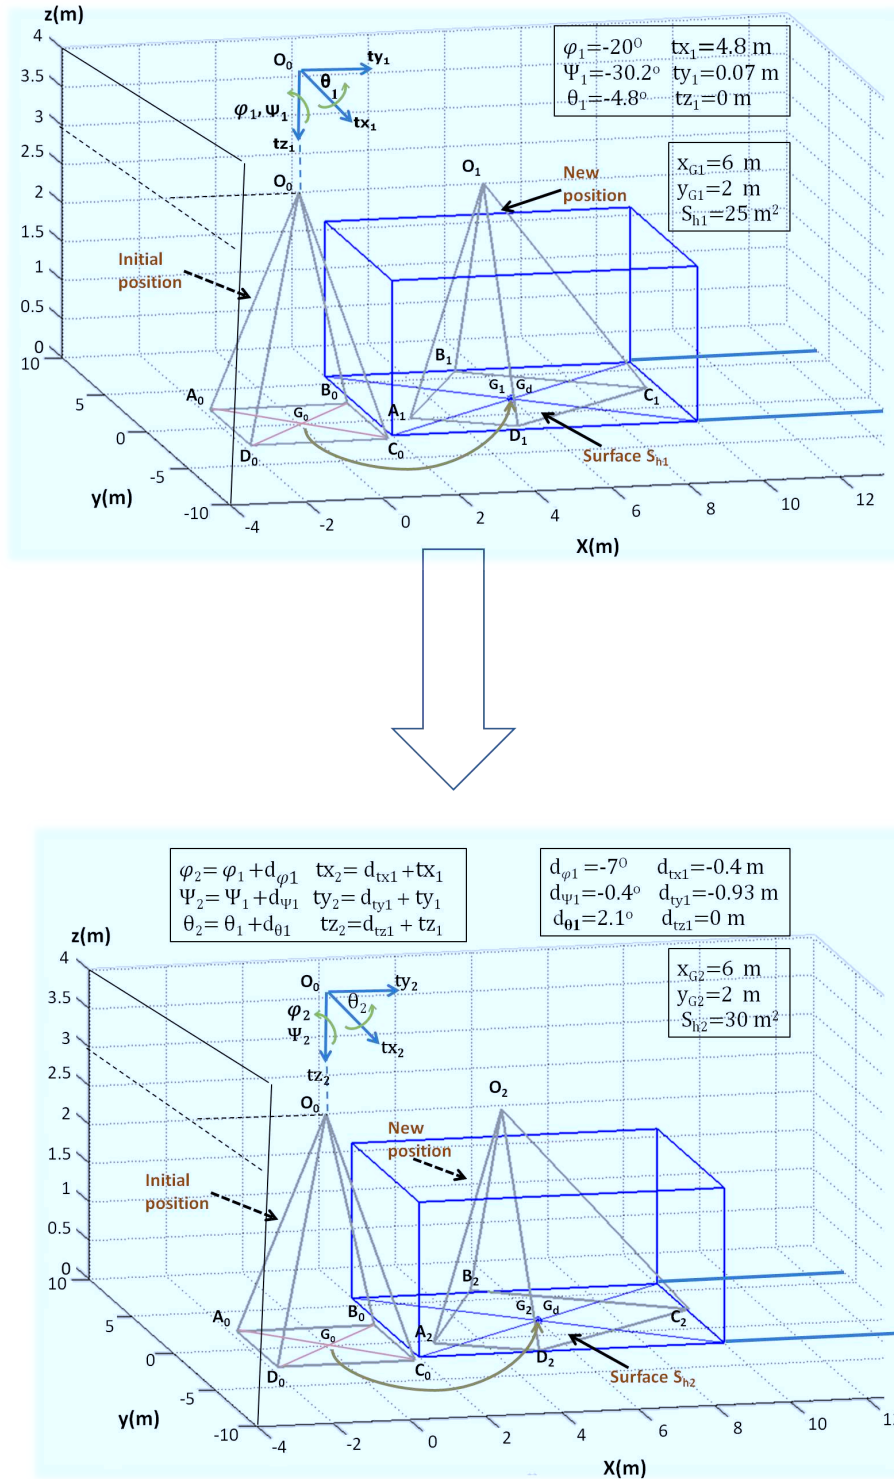 z(m)
4
3.5
3
2.5
2
1.5
1
0.5
0
10
5
0
-5
-10
y(m)
-4
-2
0
2
4
6
8
10
12
X(m)
O₀
ty₁
θ₁
φ₁, Ψ₁
tx₁
tz₁
O₀
φ₁=-20⁰ tx₁=4.8 m
Ψ₁=-30.2º ty₁=0.07 m
θ₁=-4.8º tz₁=0 m
x_G1=6 m
y_G1=2 m
S_h1=25 m²
O₁
New
position
Initial
position
A₀
B₀
G₀
D₀
C₀
B₁
A₁
G₁
G_d
C₁
D₁
Surface S_h1
φ₂= φ₁+d_φ1 tx₂= d_tx1+tx₁
Ψ₂= Ψ₁+d_Ψ1 ty₂= d_ty1+ ty₁
θ₂= θ₁+d_θ1 tz₂=d_tz1+ tz₁
d_φ1 =-7⁰ d_tx1=-0.4 m
d_Ψ1=-0.4º d_ty1=-0.93 m
d_θ1=2.1º d_tz1=0 m
x_G2=6 m
y_G2=2 m
S_h2=30 m²
z(m)
4
3.5
3
2.5
2
1.5
1
0.5
0
10
5
0
-5
-10
y(m)
-4
-2
0
2
4
6
8
10
12
X(m)
O₀
ty₂
θ₂
φ₂
Ψ₂
tx₂
tz₂
O₀
O₂
New
position
Initial
position
A₀
B₀
G₀
D₀
C₀
B₂
A₂
G₂
G_d
C₂
D₂
Surface S_h2